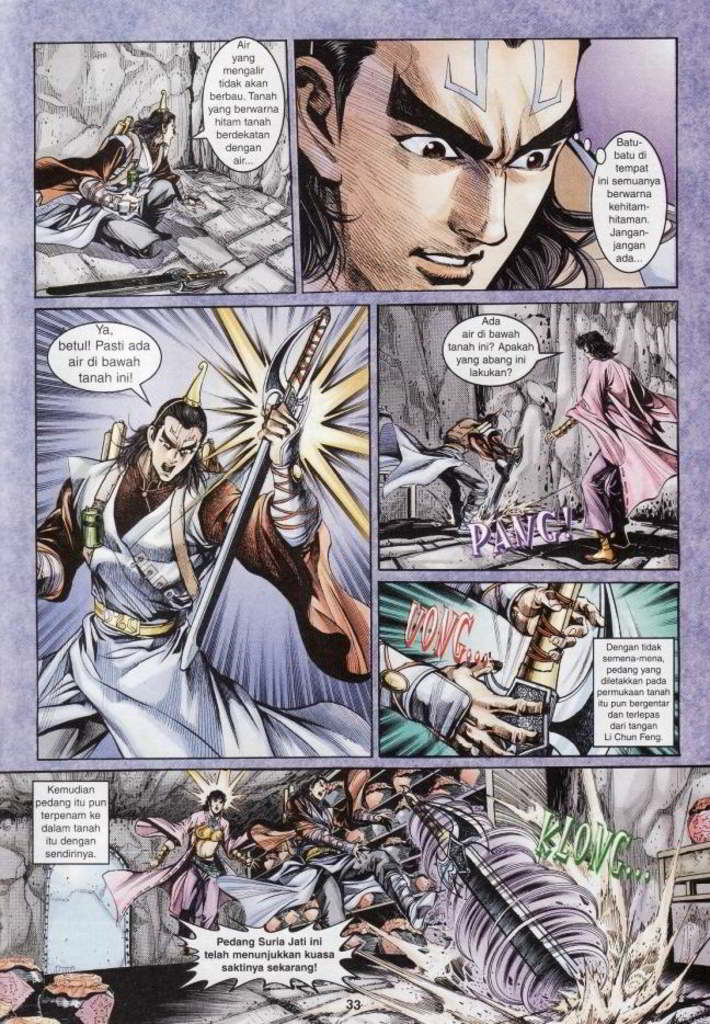 Air
yang
mengalir
tidak akan
berbau. Tanah
yang berwarna
hitam tanah
berdekatan
dengan
air...
Batu-
batu di
tempat
ini semuanya
berwarna
kehitam-
hitaman.
Jangan-
jangan
ada...
Ya,
betul! Pasti ada
air di bawah
tanah ini!
Ada
air di bawah
tanah ini? Apakah
yang abang ini
lakukan?
PANG!
VONG...
Dengan tidak
semena-mena,
pedang yang
diletakkan pada
permukaan tanah
itu pun bergentar
dan terlepas
dari tangan
Li Chun Feng.
Kemudian
pedang itu pun
terpenam ke
dalam tanah
itu dengan
sendirinya.
KLONG...
Pedang Suria Jati ini
telah menunjukkan kuasa
saktinya sekarang!
33